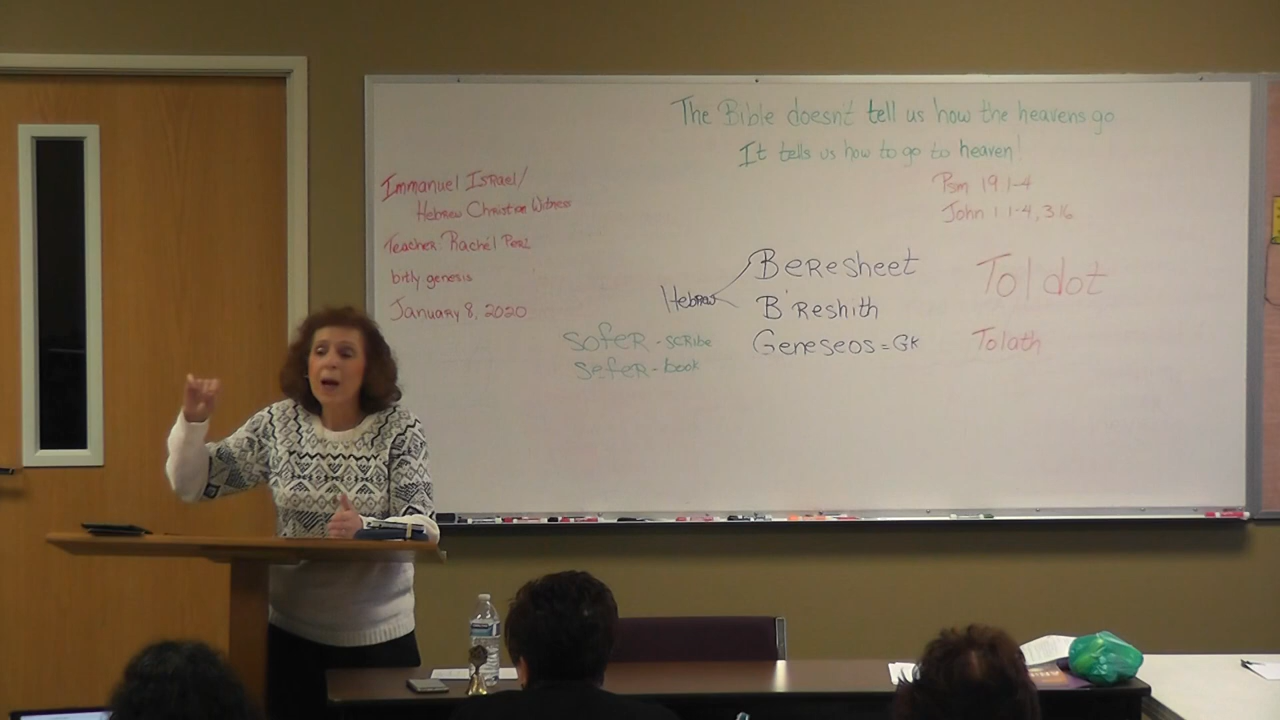 The Bible doesn't tell us how the heavens go
It tells us how to go to heaven!
Psm 19:1-4
John 1 1-4, 3 16
Immanuel Israel/
Hebrew Christian Witness
Teacher: Rachel Perz
bitly genesis
January 8, 2020
Hebrew
Beresheet
B'Reshith
Geneseos = Gk
Sofer - scribe
Sefer - book
Toldot
Tolath